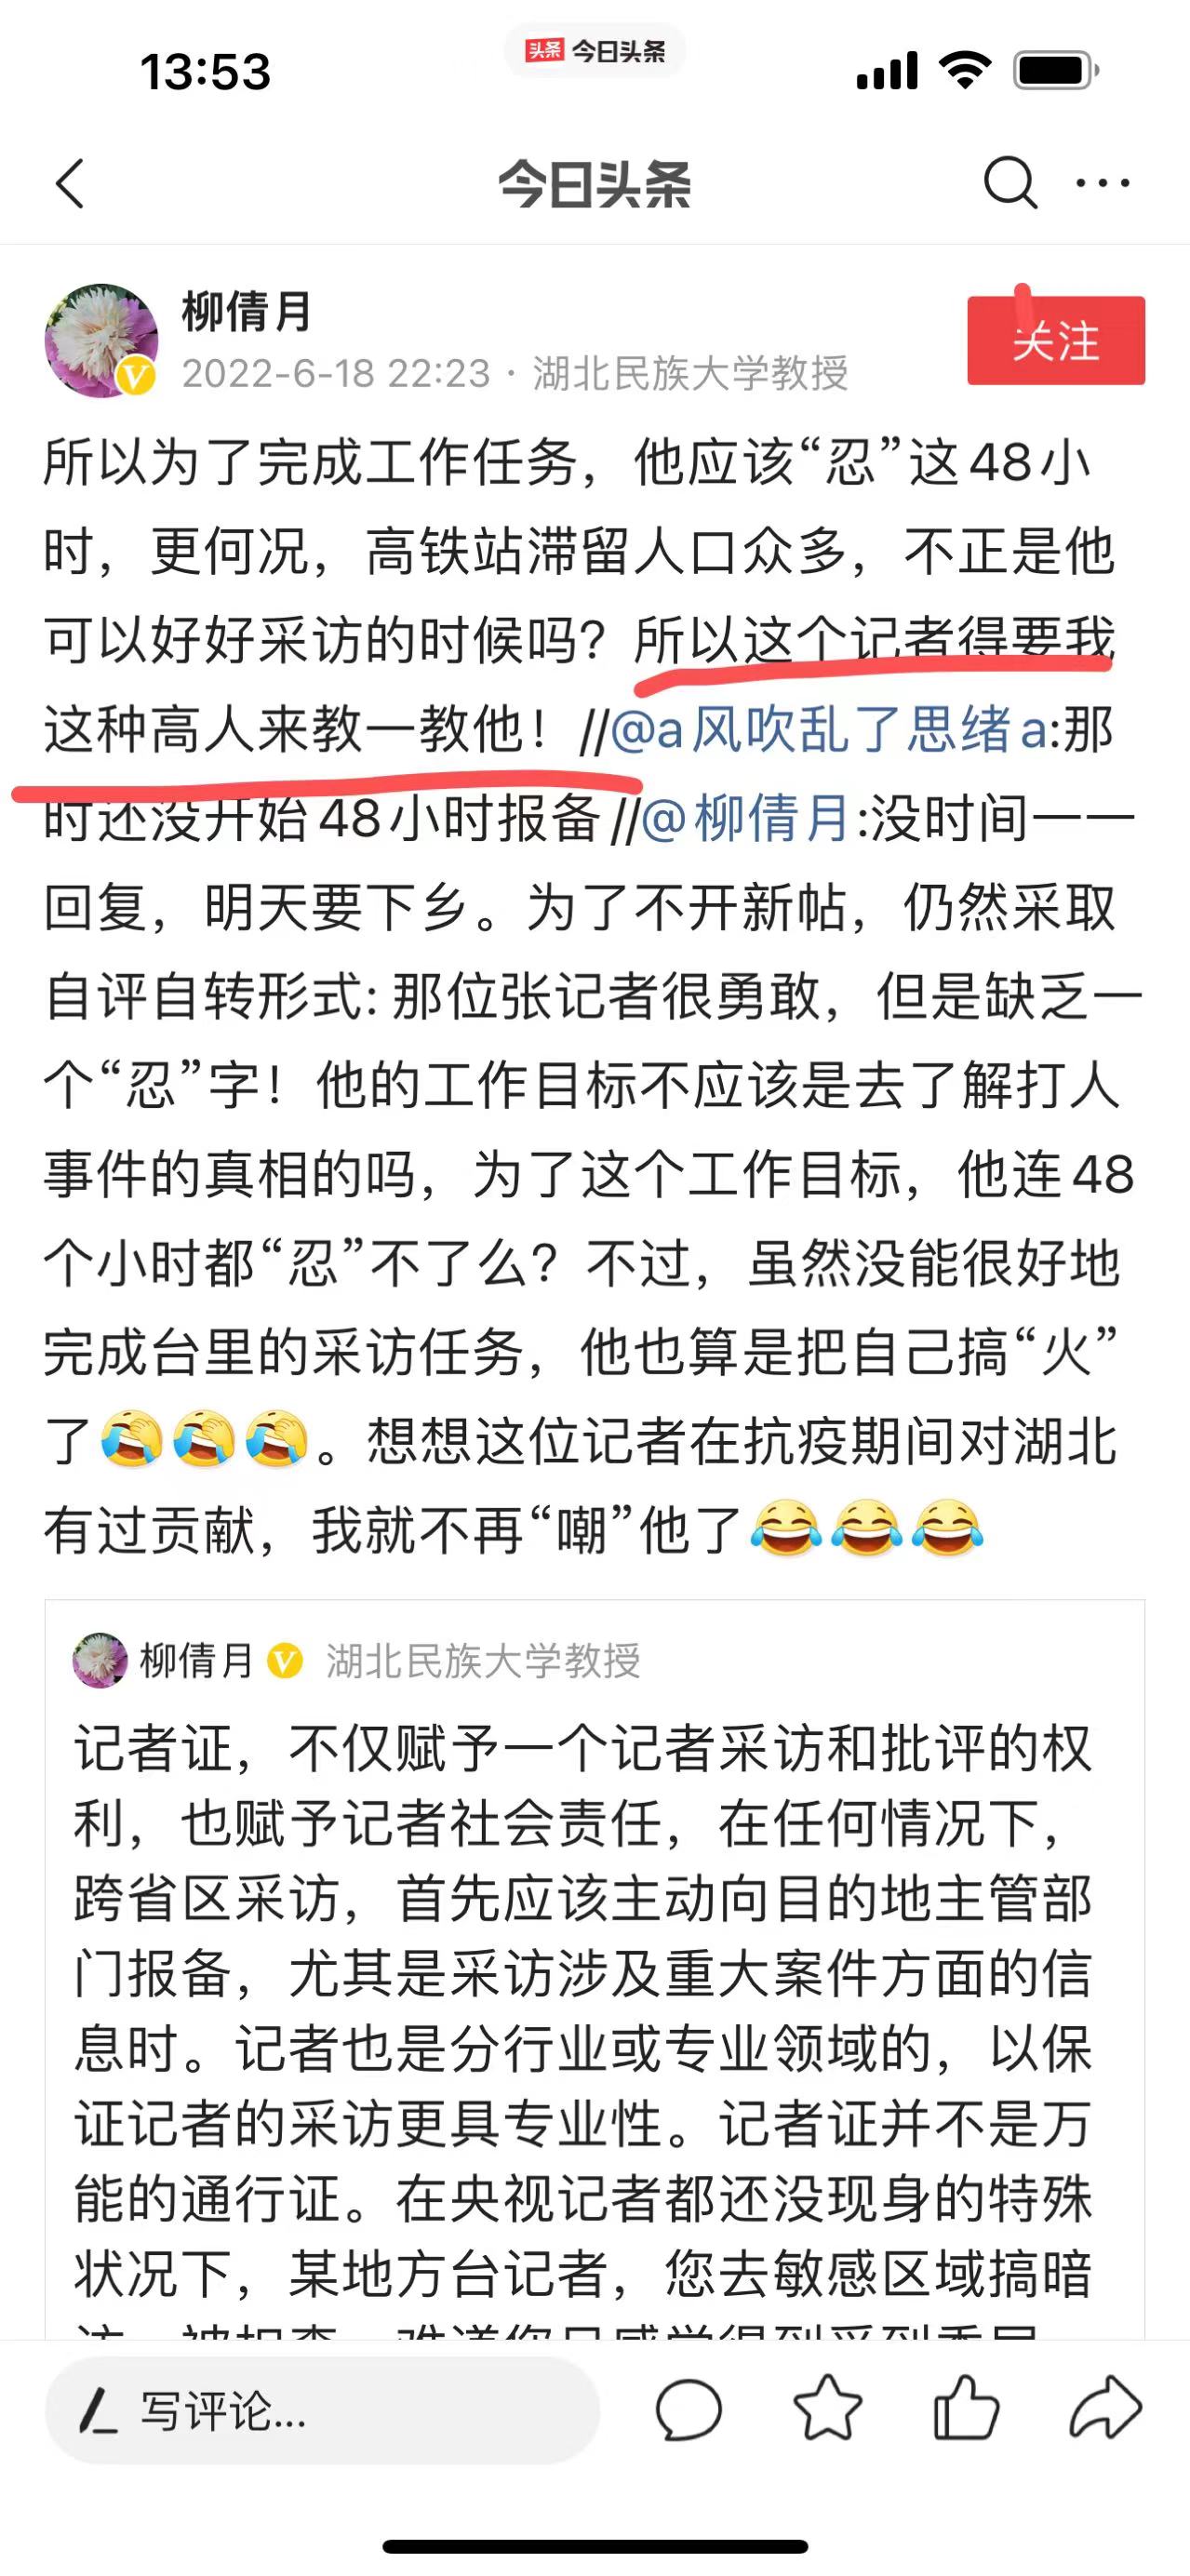 13:53
头条 今日头条
今日头条
柳倩月
2022-6-18 22:23 · 湖北民族大学教授
关注
所以为了完成工作任务，他应该“忍”这48小
时，更何况，高铁站滞留人口众多，不正是他
可以好好采访的时候吗？所以这个记者得要我
这种高人来教一教他！//@a风吹乱了思绪a:那
时还没开始48小时报备//@柳倩月:没时间一一
回复，明天要下乡。为了不开新帖，仍然采取
自评自转形式: 那位张记者很勇敢，但是缺乏一
个“忍”字！他的工作目标不应该是去了解打人
事件的真相的吗，为了这个工作目标，他连48
个小时都“忍”不了么？不过，虽然没能很好地
完成台里的采访任务，他也算是把自己搞“火”
了🤣🤣🤣。想想这位记者在抗疫期间对湖北
有过贡献，我就不再“嘲”他了😂😂😂
柳倩月 湖北民族大学教授
记者证，不仅赋予一个记者采访和批评的权
利，也赋予记者社会责任，在任何情况下，
跨省区采访，首先应该主动向目的地主管部
门报备，尤其是采访涉及重大案件方面的信
息时。记者也是分行业或专业领域的，以保
证记者的采访更具专业性。记者证并不是万
能的通行证。在央视记者都还没现身的特殊
状况下，某地方台记者，您去敏感区域搞暗
写评论...